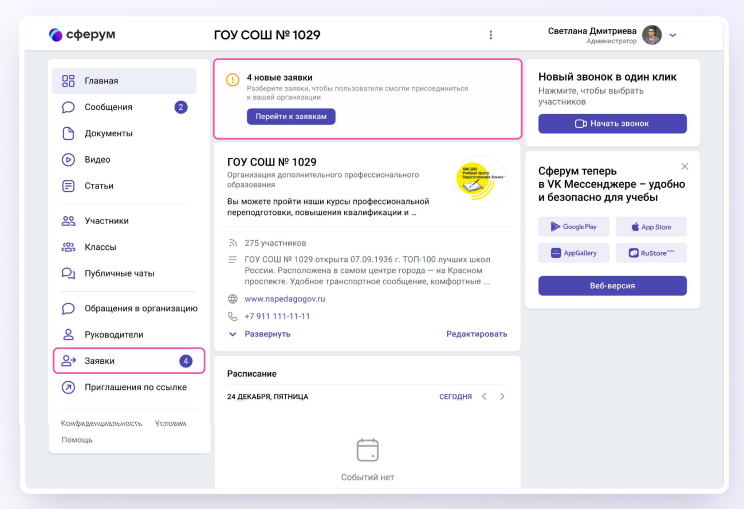 сферум
ГОУ СОШ № 1029
Светлана Дмитриева
Администратор
Главная
Сообщения 2
Документы
Видео
Статьи
Участники
Классы
Публичные чаты
Обращения в организацию
Руководители
Заявки 4
Приглашения по ссылке
Конфиденциальность Условия
Помощь
4 новые заявки
Разберите заявки, чтобы пользователи смогли присоединиться
к вашей организации
Перейти к заявкам
ГОУ СОШ № 1029
Организация дополнительного профессионального
образования
Вы можете пройти наши курсы профессиональной
переподготовки, повышения квалификации и ...
275 участников
ГОУ СОШ № 1029 открыта 07.09.1936 г. ТОП-100 лучших школ
России. Расположена в самом центре города — на Красном
проспекте. Удобное транспортное сообщение, комфортные ...
www.nspedagogov.ru
+7 911 111-11-11
Развернуть Редактировать
Расписание
24 ДЕКАБРЯ, ПЯТНИЦА СЕГОДНЯ
Событий нет
Новый звонок в один клик
Нажмите, чтобы выбрать
участников
Начать звонок
Сферум теперь
в VK Мессенджере – удобно
и безопасно для учебы
Google Play App Store
AppGallery RuStore
Веб-версия